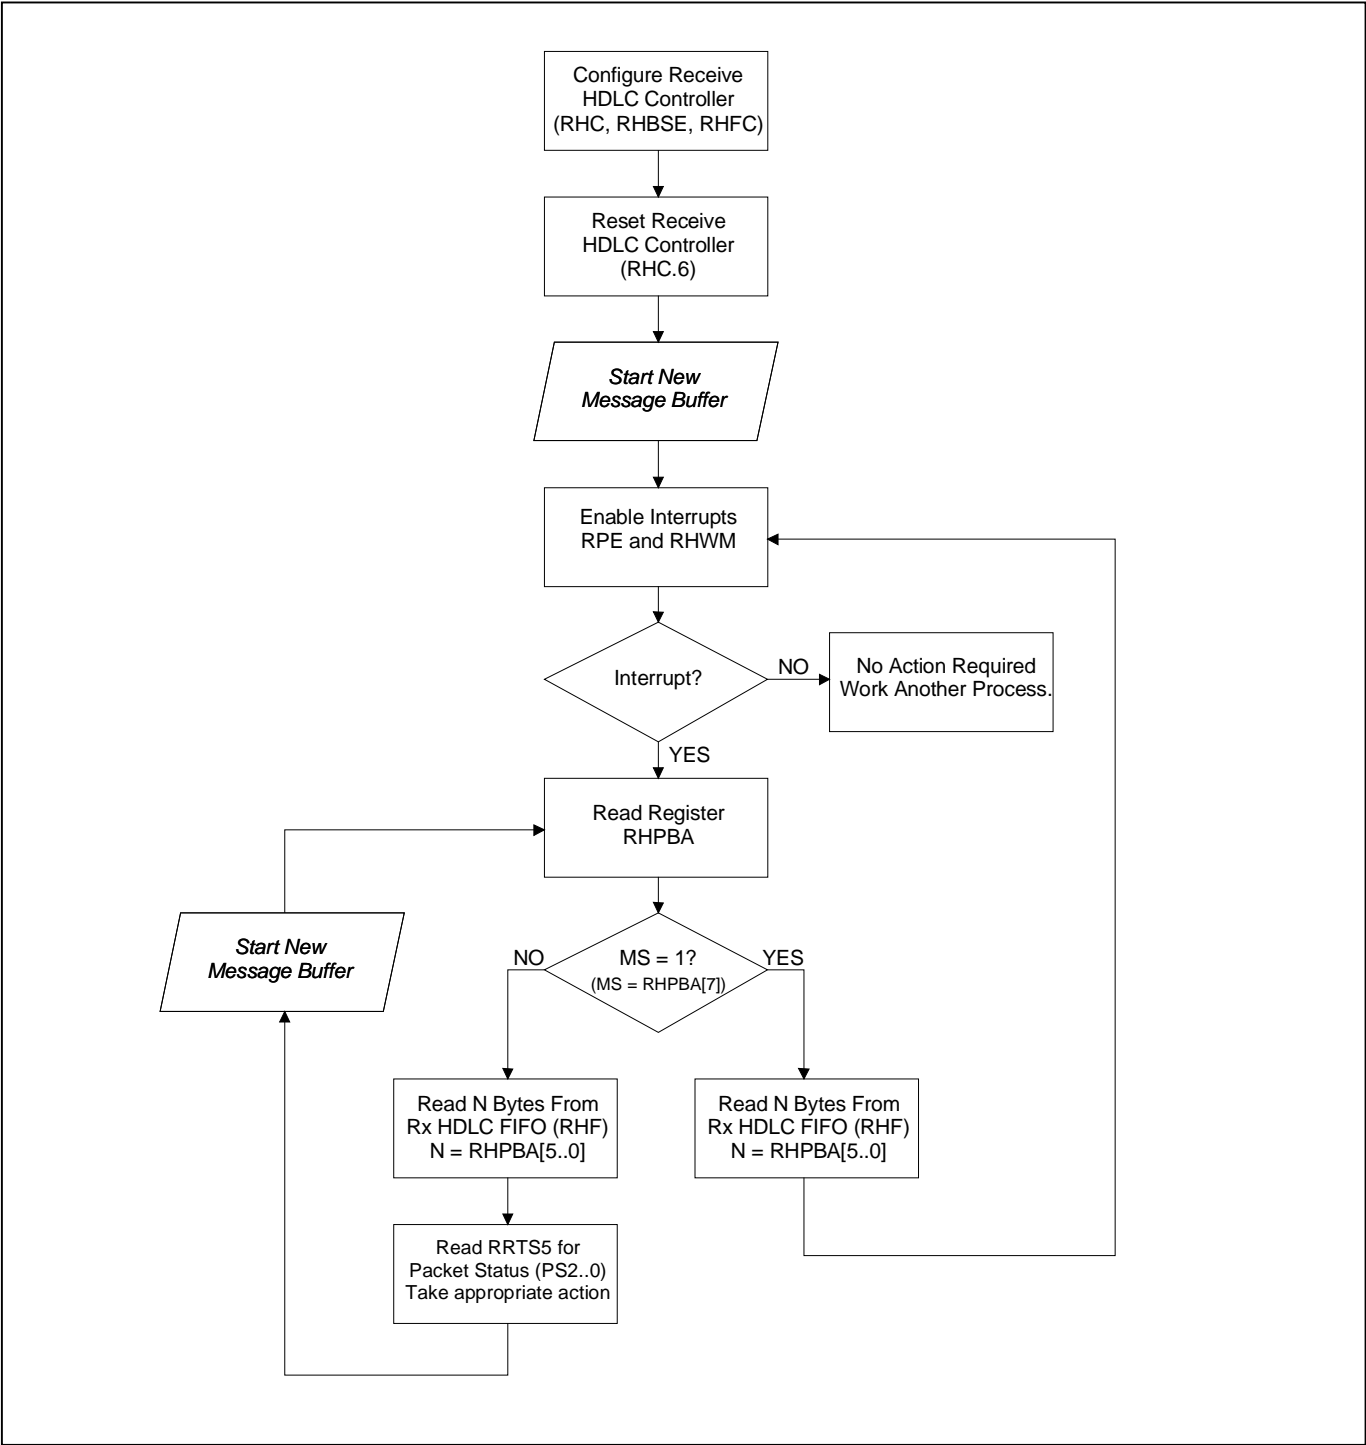 Configure Receive
HDLC Controller
(RHC, RHBSE, RHFC)
Reset Receive
HDLC Controller
(RHC.6)
Start New
Message Buffer
Enable Interrupts
RPE and RHWM
Interrupt?
NO
No Action Required
Work Another Process.
YES
Read Register
RHPBA
Start New
Message Buffer
NO
MS = 1?
(MS = RHPBA[7])
YES
Read N Bytes From
Rx HDLC FIFO (RHF)
N = RHPBA[5..0]
Read N Bytes From
Rx HDLC FIFO (RHF)
N = RHPBA[5..0]
Read RRTS5 for
Packet Status (PS2..0)
Take appropriate action